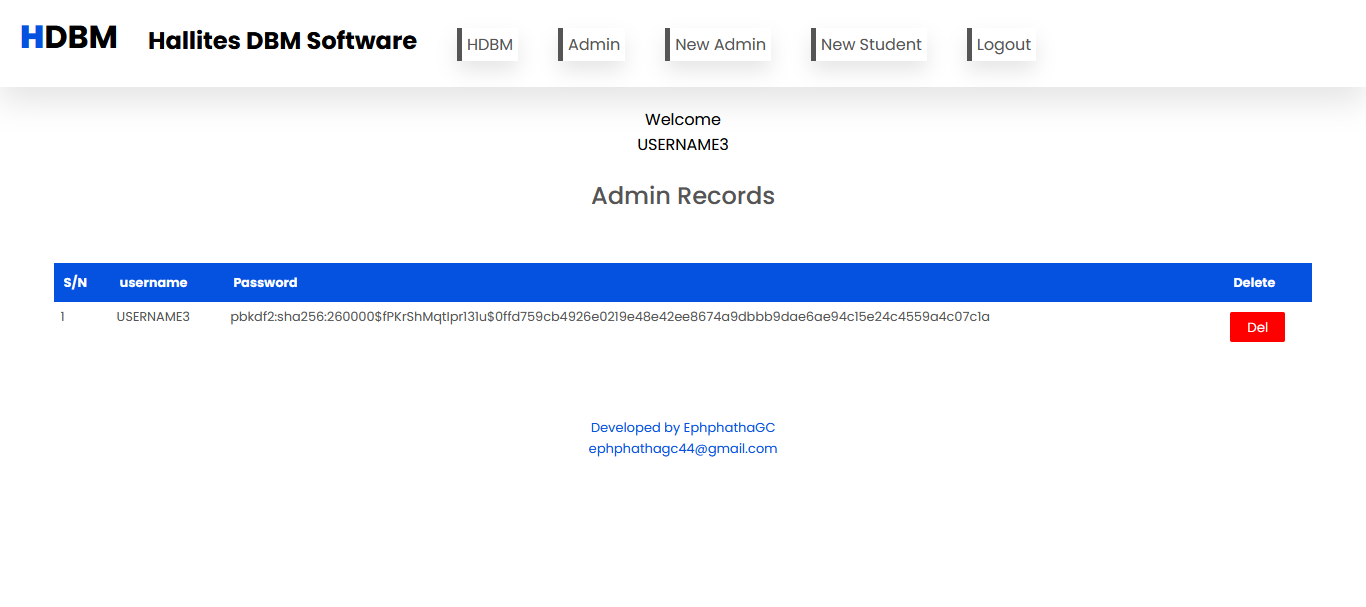 HDBM Hallites DBM Software HDBM Admin New Admin New Student Logout
Welcome
USERNAME3
Admin Records
S/N username Password Delete
1 USERNAME3 pbkdf2:sha256:260000$fPKrShMqtIpr131u$0ffd759cb4926e0219e48e42ee8674a9dbbb9dae6ae94c15e24c4559a4c07c1a Del
Developed by EphphathaGC
ephphathagc44@gmail.com